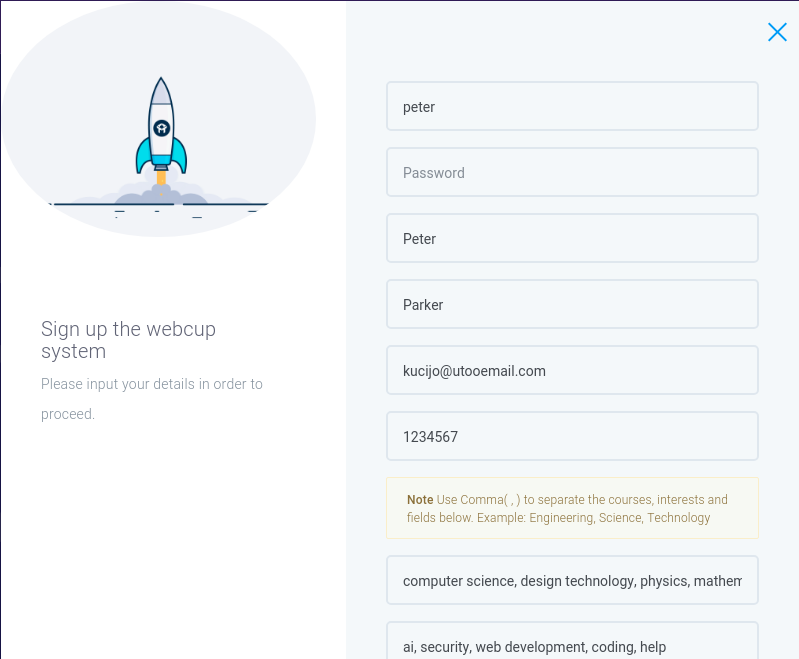 Sign up the webcup
system
Please input your details in order to
proceed.
peter
Password
Peter
Parker
kucijo@utooemail.com
1234567
Note Use Comma( , ) to separate the courses, interests and
fields below. Example: Engineering, Science, Technology
computer science, design technology, physics, mathem
ai, security, web development, coding, help